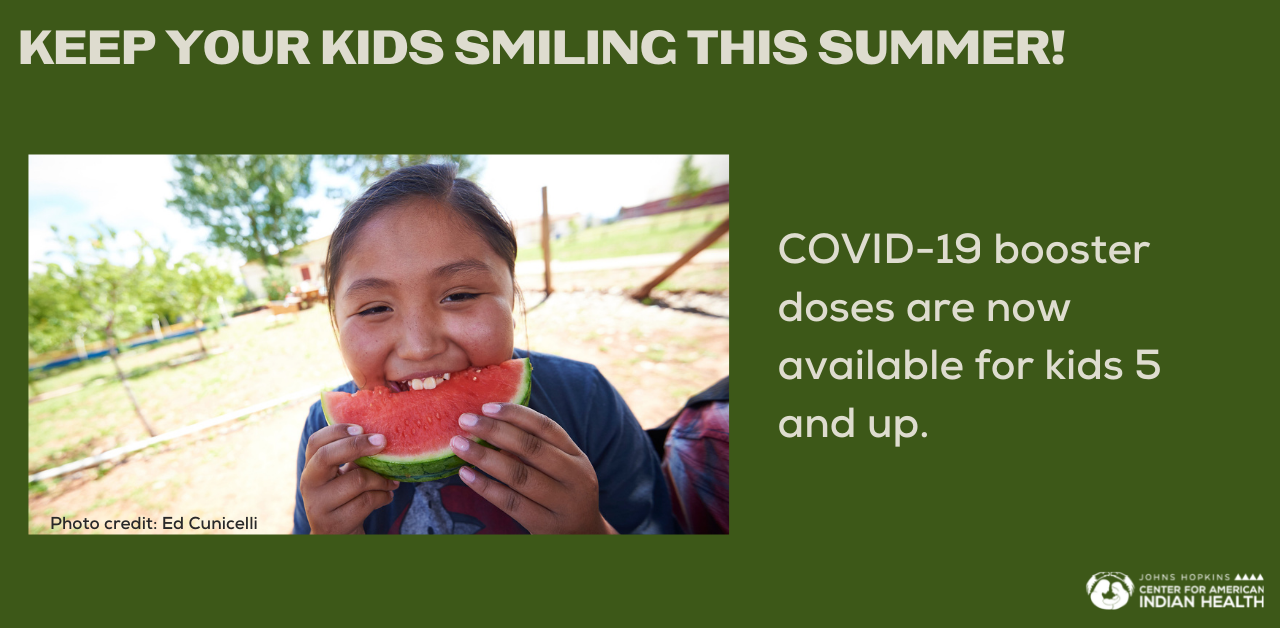 KEEP YOUR KIDS SMILING THIS SUMMER!
COVID-19 booster
doses are now
available for kids 5
and up.
Photo credit: Ed Cunicelli
JOHNS HOPKINS
CENTER FOR AMERICAN
INDIAN HEALTH